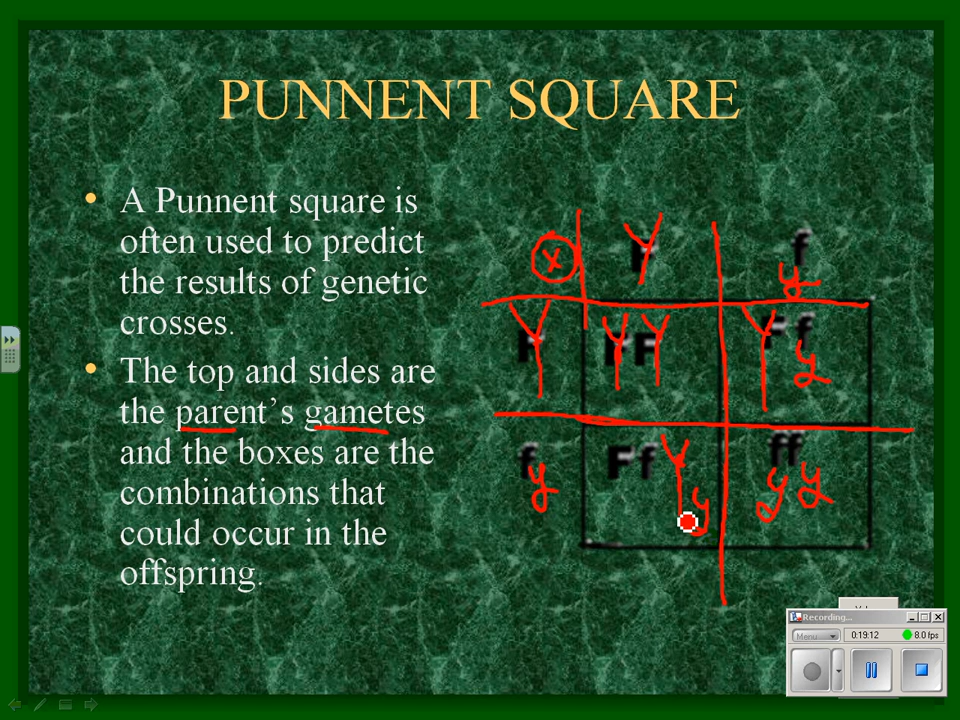 PUNNENT SQUARE
• A Punnent square is
often used to predict
the results of genetic
crosses.
• The top and sides are
the parent's gametes
and the boxes are the
combinations that
could occur in the
offspring.
x F Y f y
F Y FF YY Ff Yy
f y Ff Yy ff yy
Recording...
Menu 0:19:12 8.0 fps